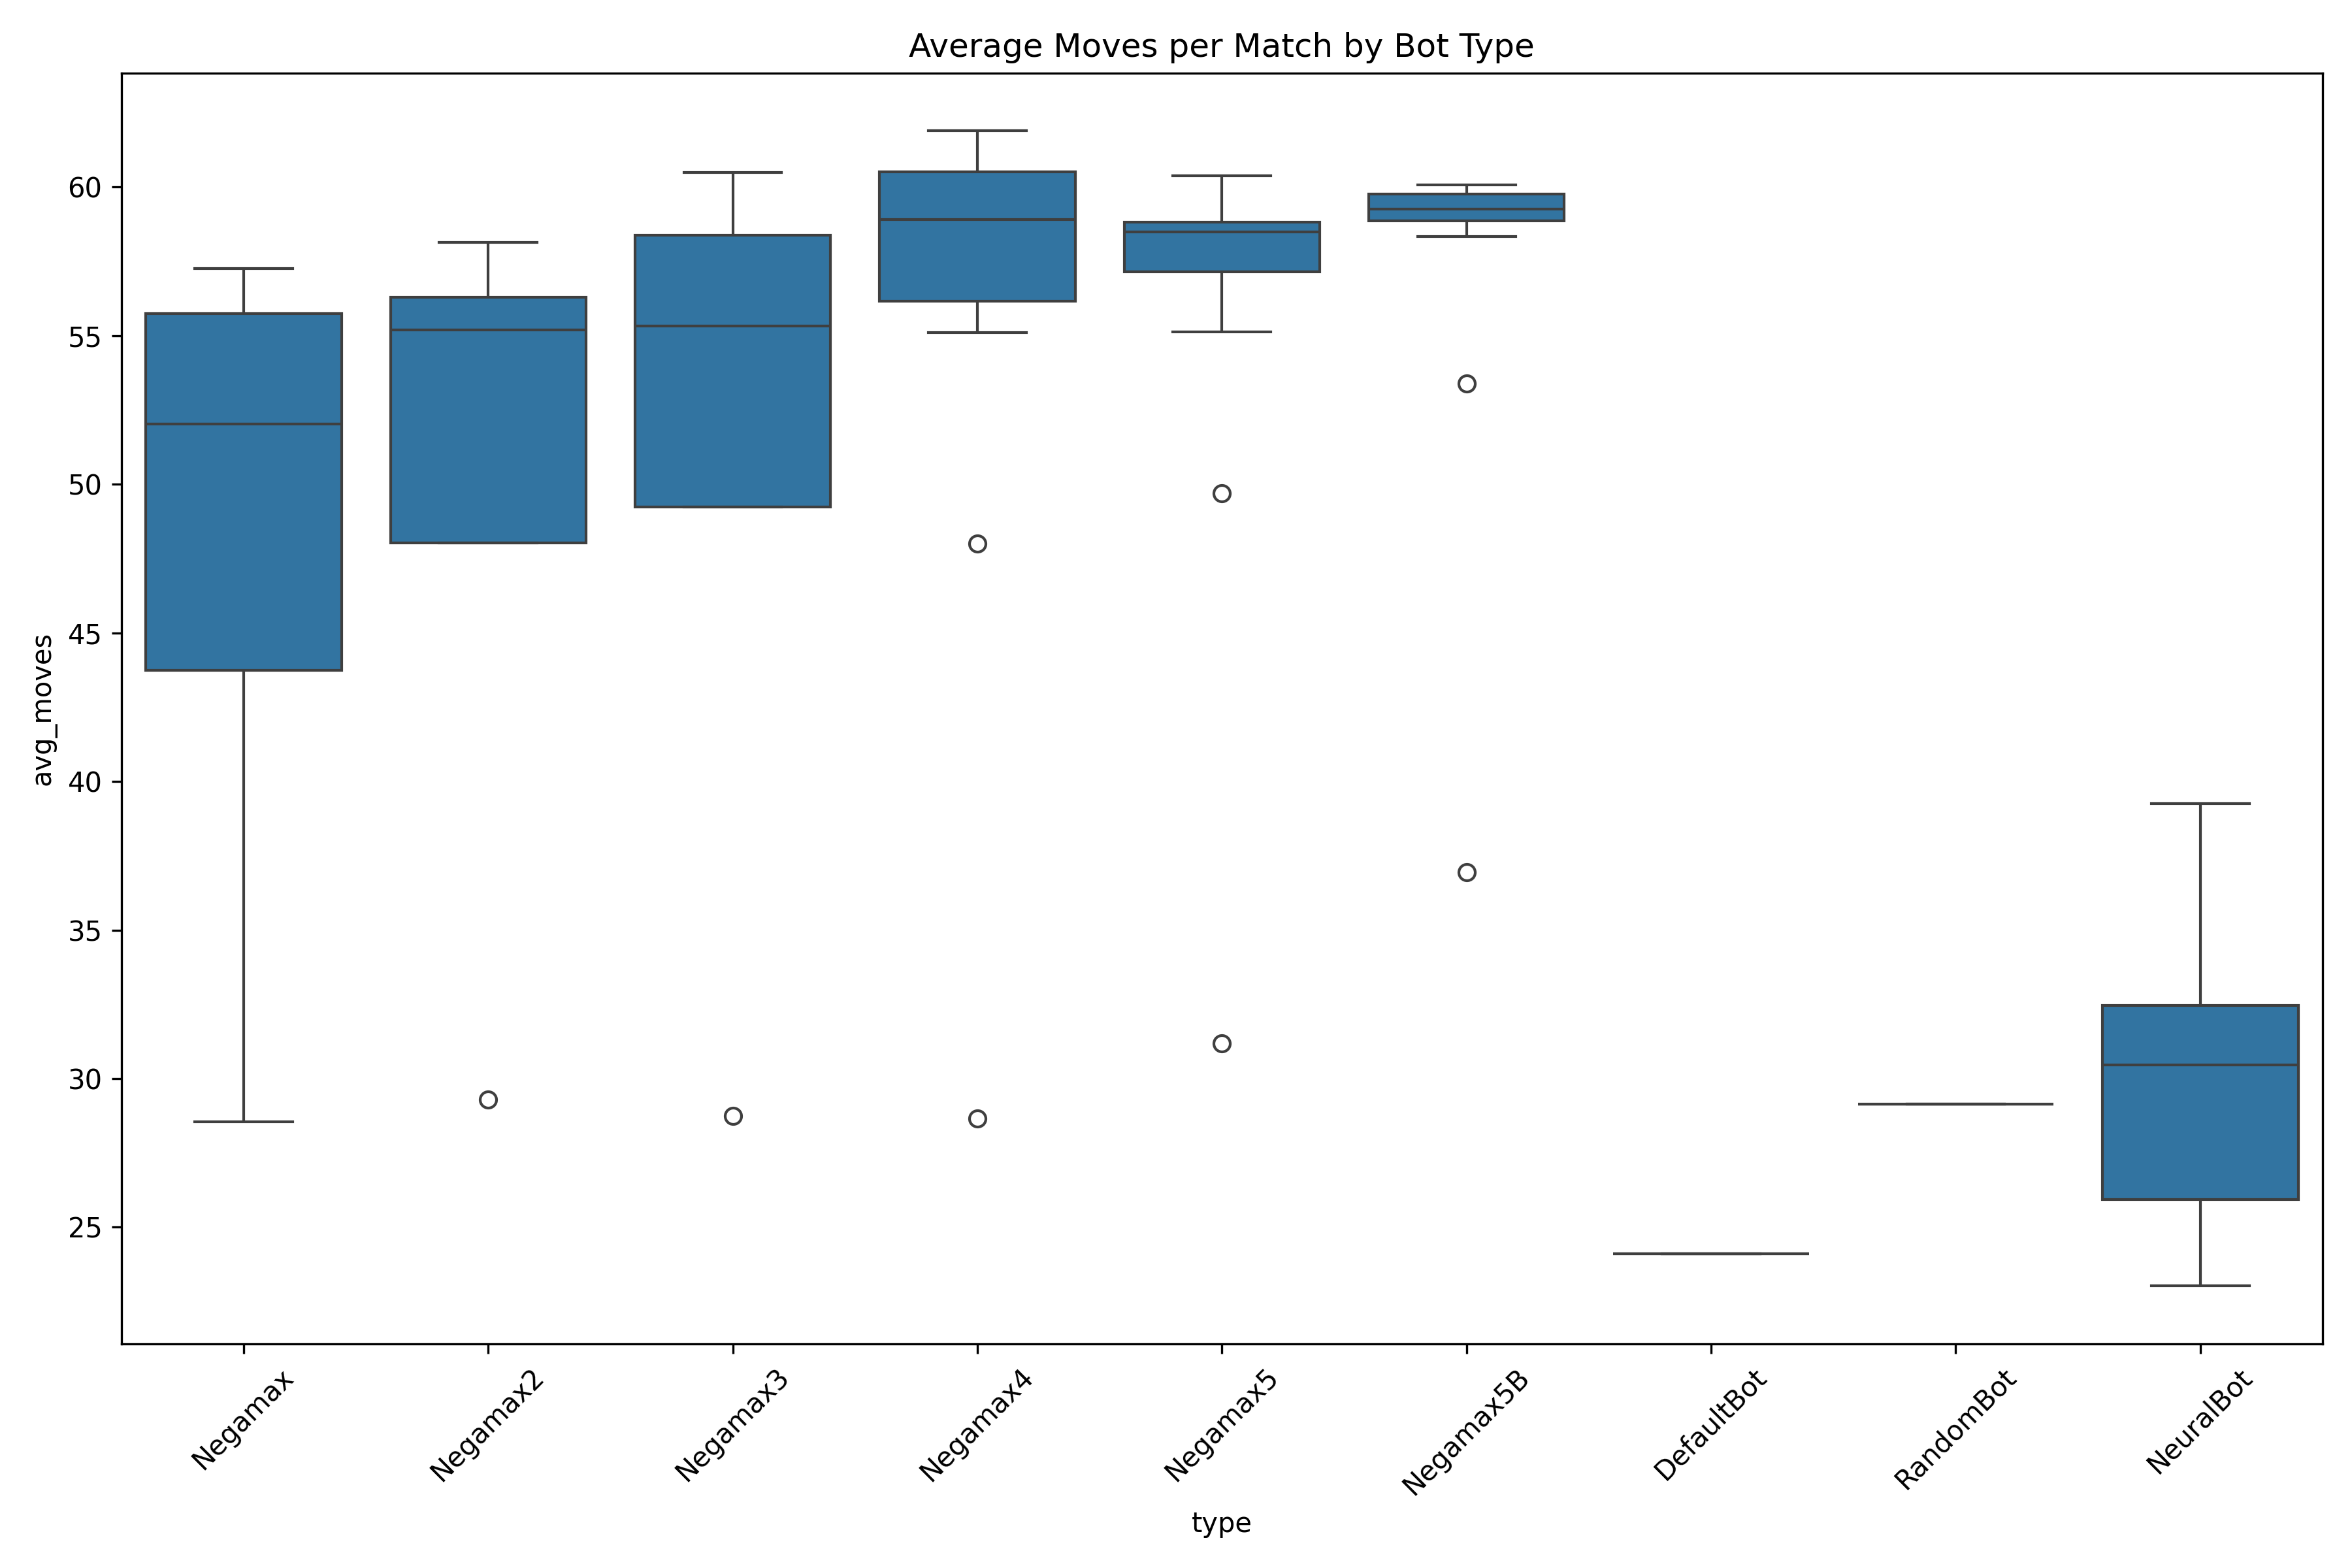 Average Moves per Match by Bot Type
avg_moves
60
55
50
45
40
35
30
25
Negamax
Negamax2
Negamax3
Negamax4
Negamax5
Negamax5B
DefaultBot
RandomBot
NeuralBot
type